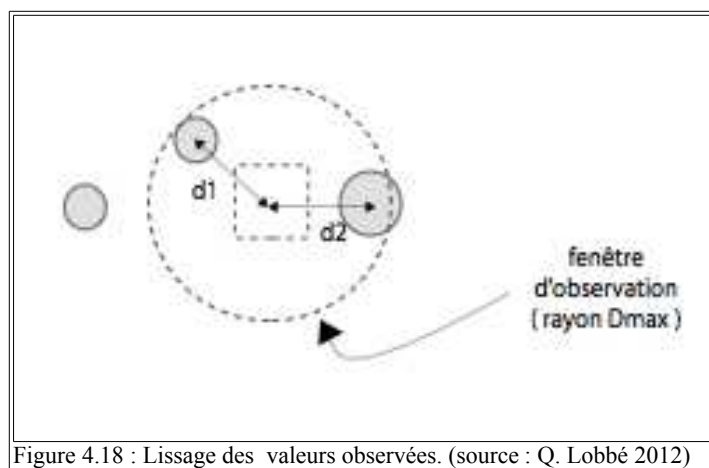 d1
d2
fenêtre
d'observation
( rayon Dmax )
Figure 4.18 : Lissage des valeurs observées. (source : Q. Lobbé 2012)